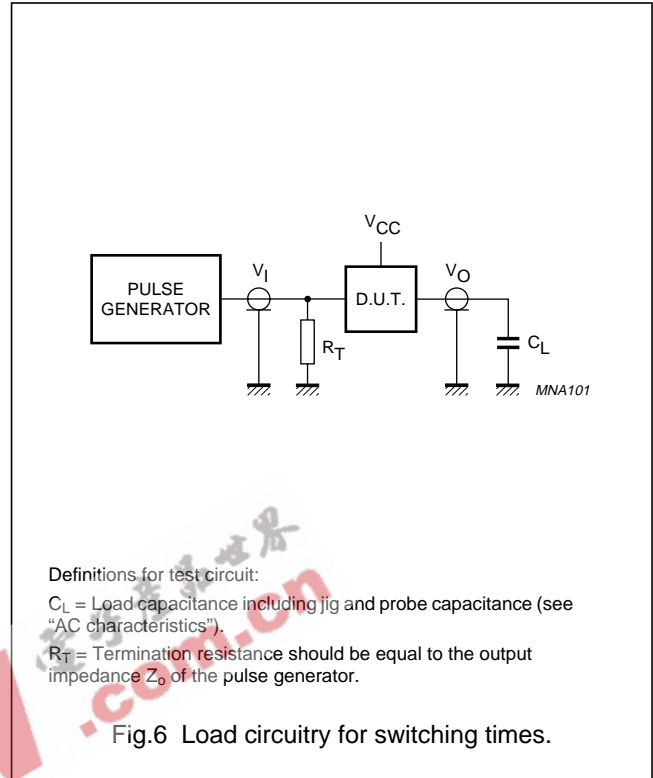 V_CC
V_I
V_O
PULSE
GENERATOR
D.U.T.
R_T
C_L
MNA101
Definitions for test circuit:
C_L = Load capacitance including jig and probe capacitance (see
“AC characteristics”).
R_T = Termination resistance should be equal to the output
impedance Z_o of the pulse generator.
Fig.6 Load circuitry for switching times.
.com.cn